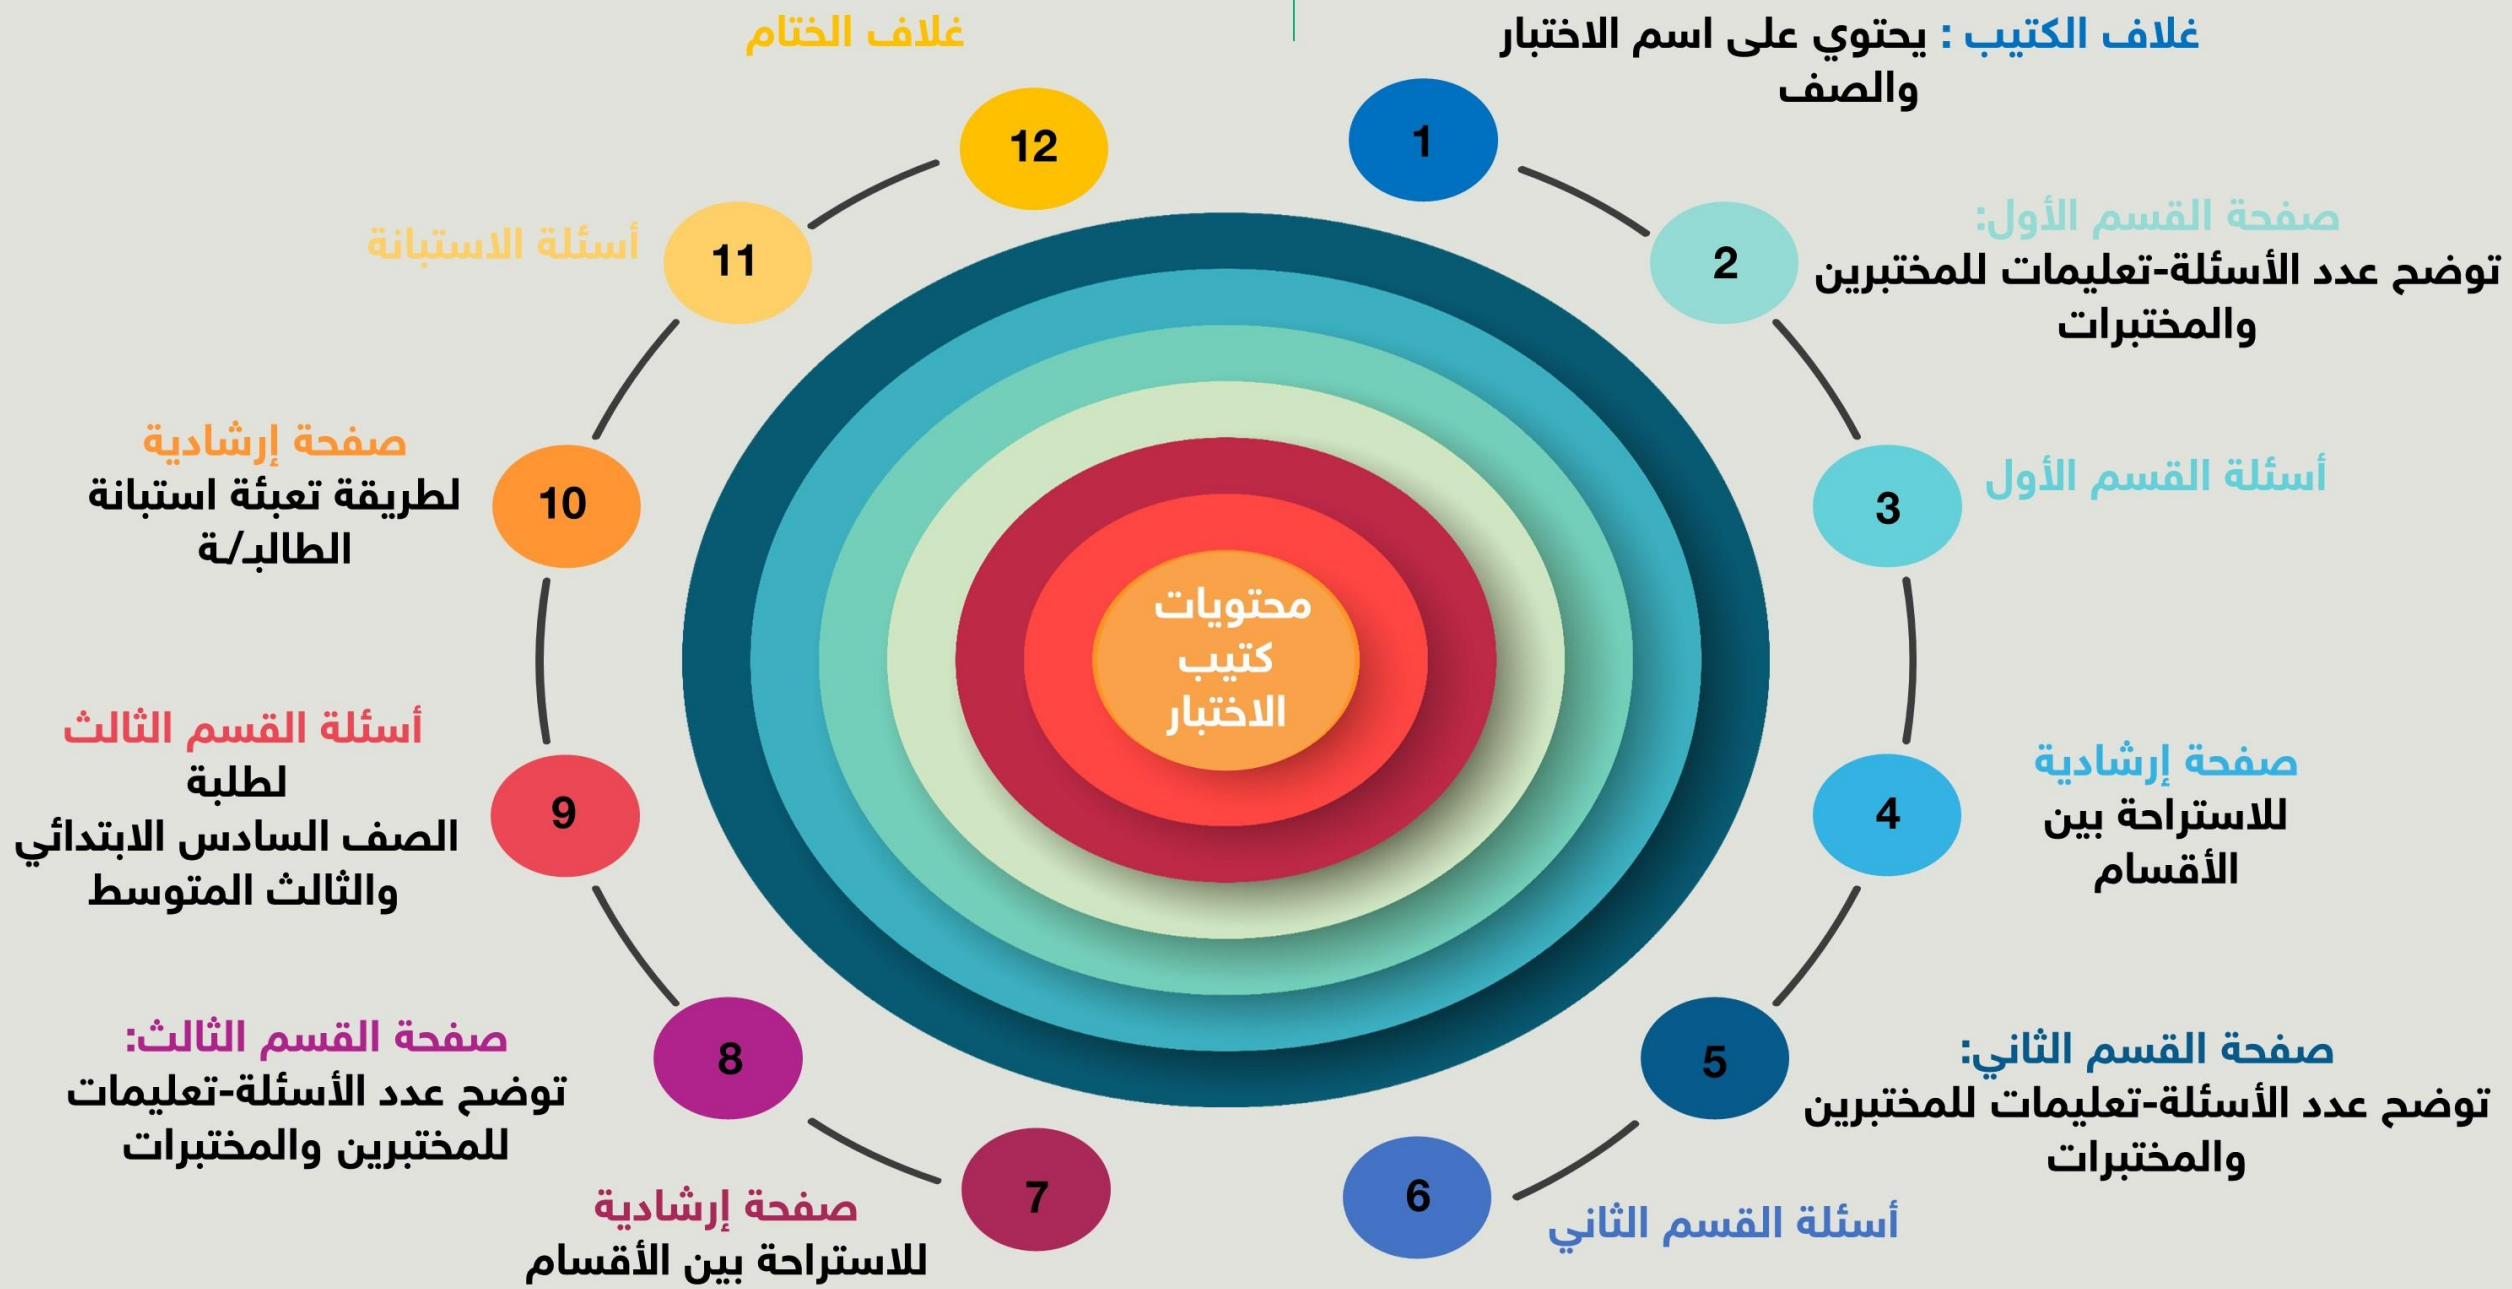 محتويات
كتيب
الاختبار
1
غلاف الكتيب : يحتوي على اسم الاختبار
والصف
2
صفحة القسم الأول:
توضح عدد الأسئلة-تعليمات للمختبرين
والمختبرات
3
أسئلة القسم الأول
4
صفحة إرشادية
للاستراحة بين
الأقسام
5
صفحة القسم الثاني:
توضح عدد الأسئلة-تعليمات للمختبرين
والمختبرات
6
أسئلة القسم الثاني
7
صفحة إرشادية
للاستراحة بين الأقسام
8
صفحة القسم الثالث:
توضح عدد الأسئلة-تعليمات
للمختبرين والمختبرات
9
أسئلة القسم الثالث
لطلبة
الصف السادس الابتدائي
والثالث المتوسط
10
صفحة إرشادية
لطريقة تعبئة استبانة
الطالبـ/ـة
11
أسئلة الاستبانة
12
غلاف الختام